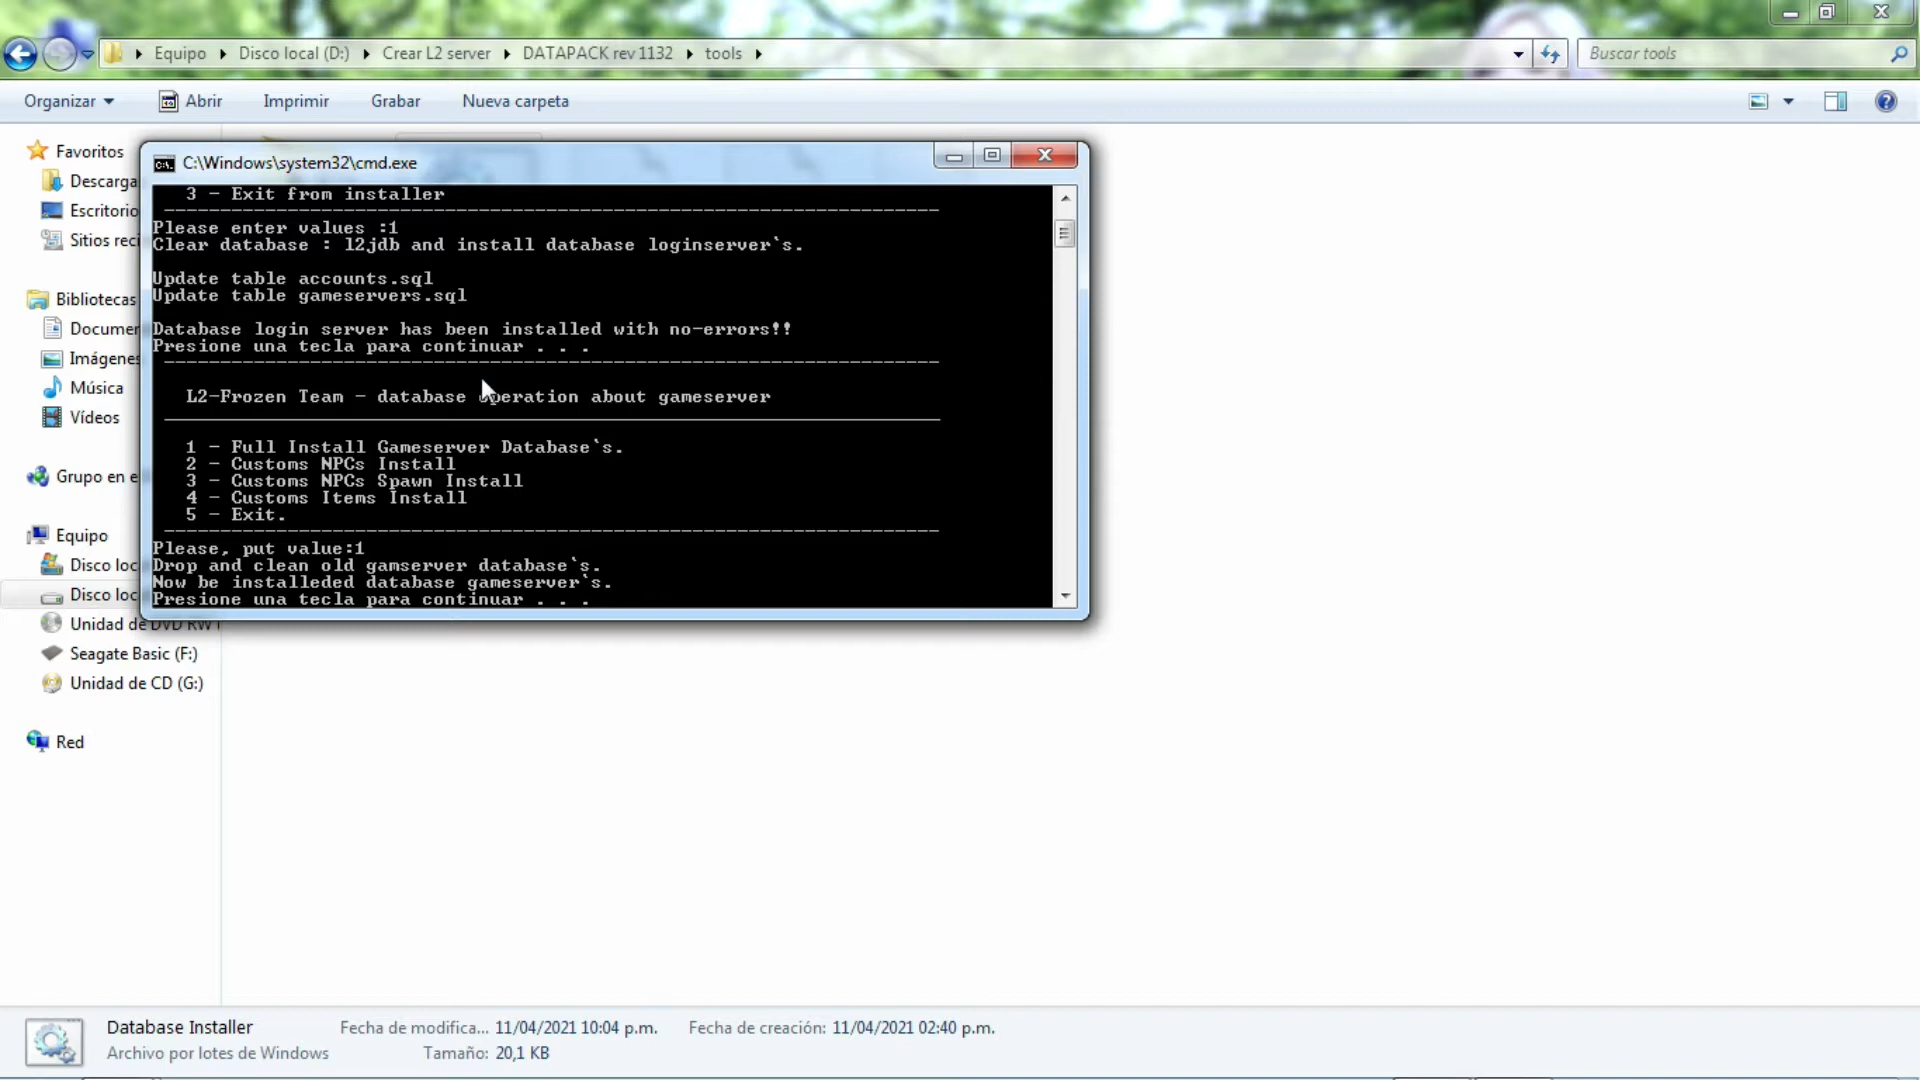 Equipo Disco local (D:) Crear L2 server DATAPACK rev 1132 tools
Buscar tools
Organizar Abrir Imprimir Grabar Nueva carpeta
Favoritos
Descarga
Escritorio
Sitios reci
Bibliotecas
Documen
Imágenes
Música
Vídeos
Grupo en e
Equipo
Disco loc
Disco loc
Unidad de DVD RW
Seagate Basic (F:)
Unidad de CD (G:)
Red
C:\Windows\system32\cmd.exe
3 - Exit from installer
Please enter values :1
Clear database : l2jdb and install database loginserver`s.
Update table accounts.sql
Update table gameservers.sql
Database login server has been installed with no-errors!!
Presione una tecla para continuar . . .
L2-Frozen Team - database operation about gameserver
1 - Full Install Gameserver Database`s.
2 - Customs NPCs Install
3 - Customs NPCs Spawn Install
4 - Customs Items Install
5 - Exit.
Please, put value:1
Drop and clean old gamserver database`s.
Now be installeded database gameserver`s.
Presione una tecla para continuar . . .
Database Installer Fecha de modifica... 11/04/2021 10:04 p.m. Fecha de creación: 11/04/2021 02:40 p.m.
Archivo por lotes de Windows Tamaño: 20,1 KB